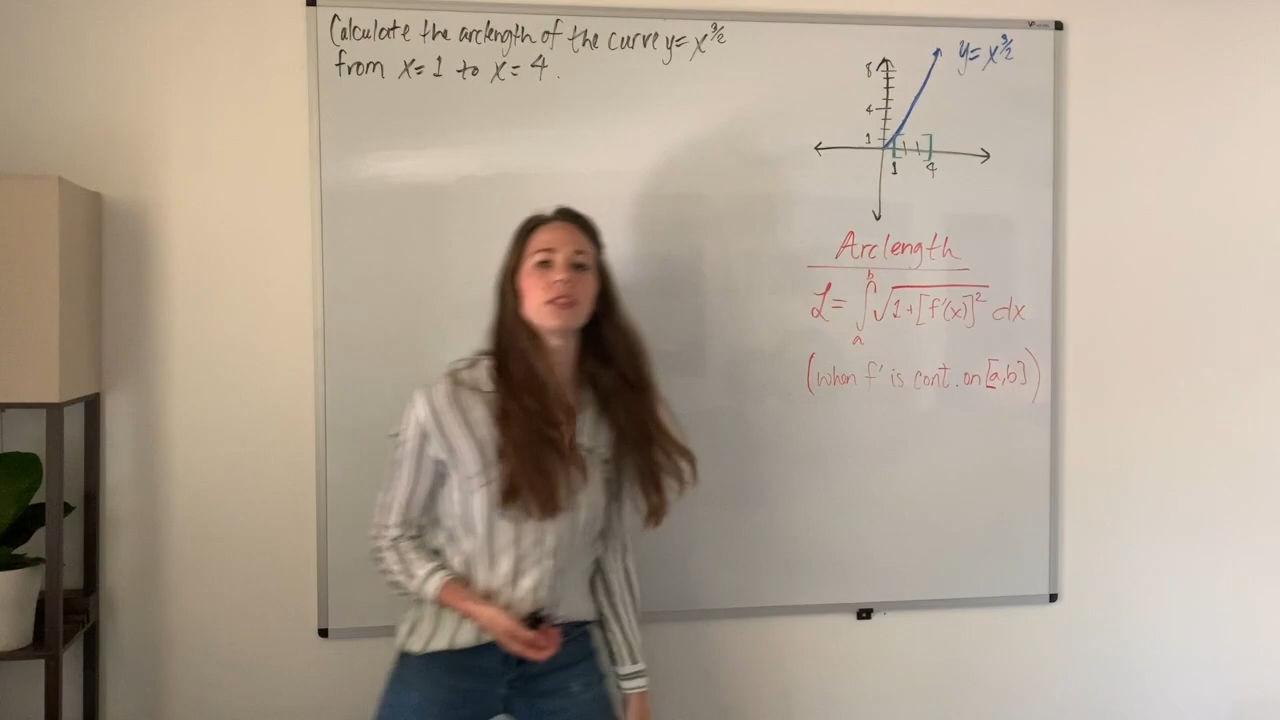 Calculate the arclength of the curve y= x^3/2
from x=1 to x=4.
y= x^3/2
8
4
1
1 4
Arclength
L= ∫_a^b √1+[f'(x)]^2 dx
(when f' is cont. on [a,b])